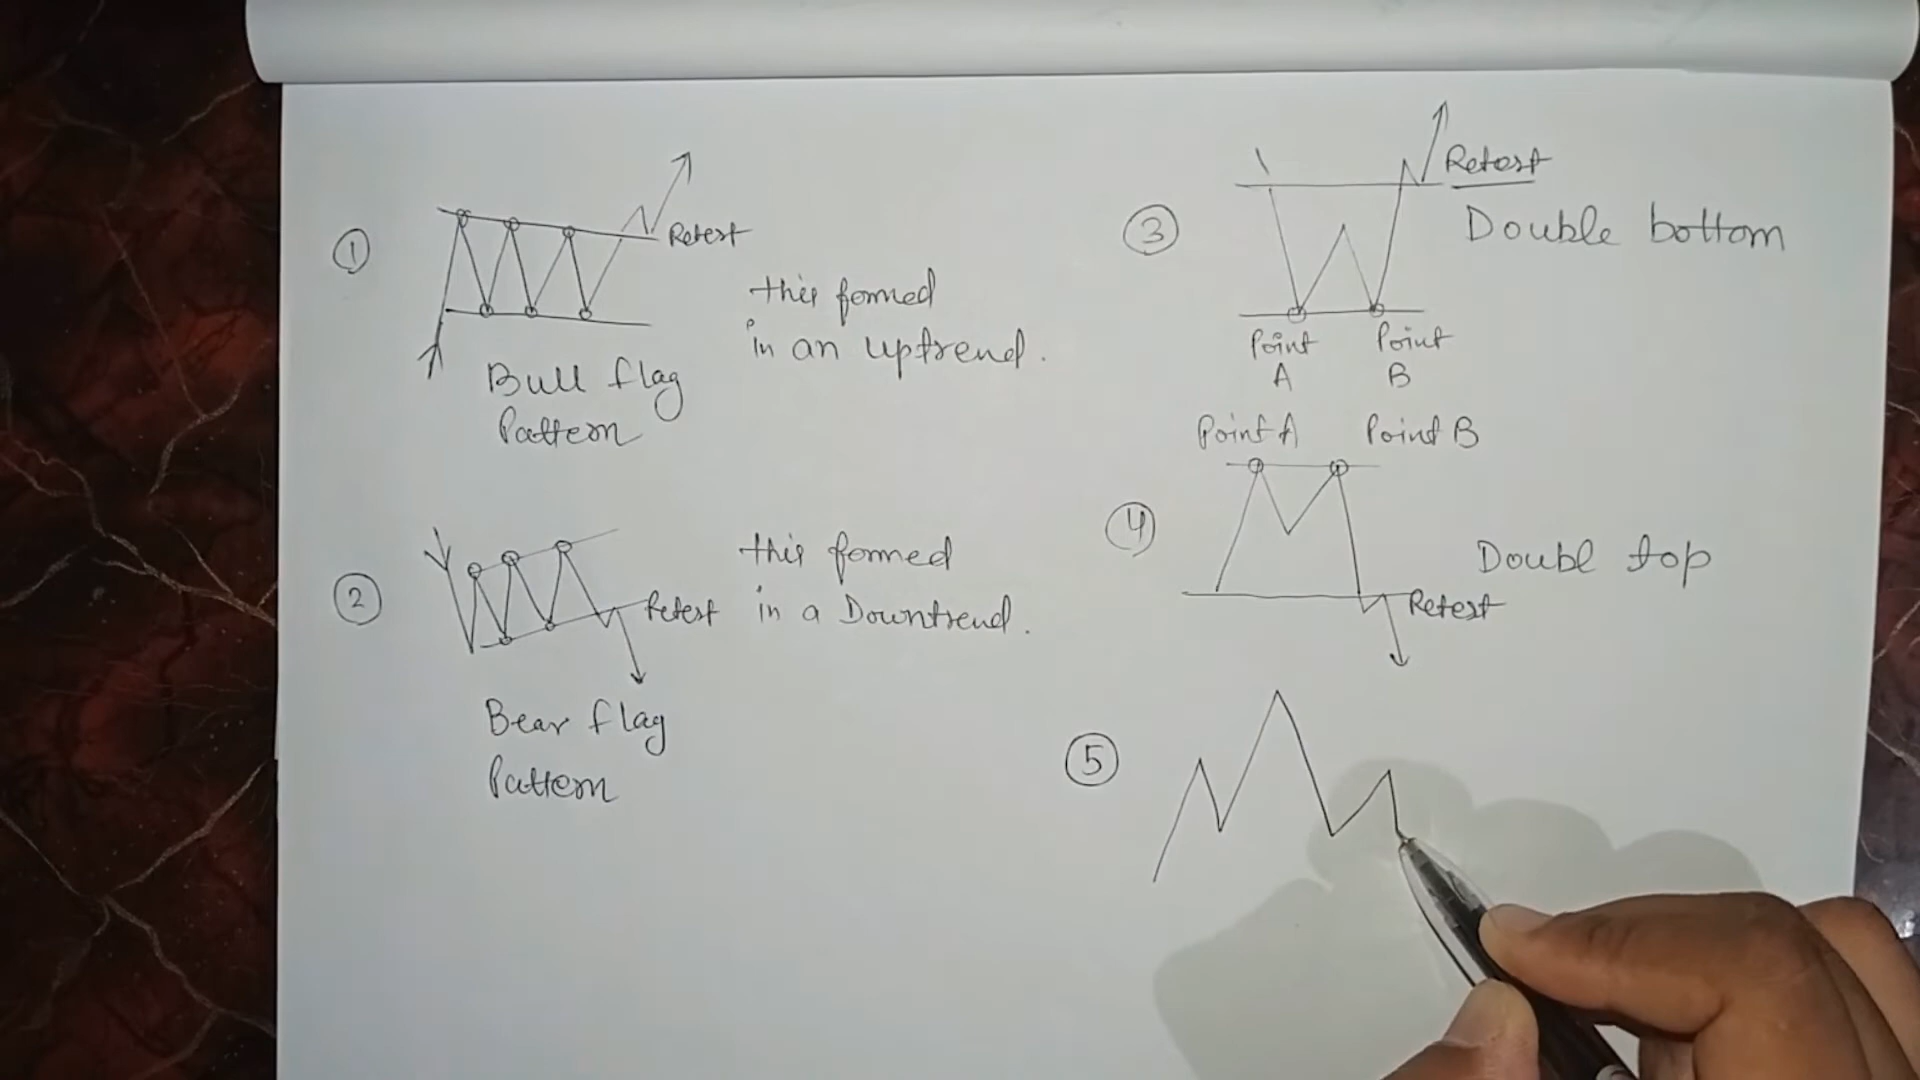 1
Retest
this formed
in an uptrend.
Bull flag
Pattern
2
Retest
this formed
in a Downtrend.
Bear flag
Pattern
3
Retest
Double bottom
Point
A
Point
B
Point A
Point B
4
Doubl top
Retest
5